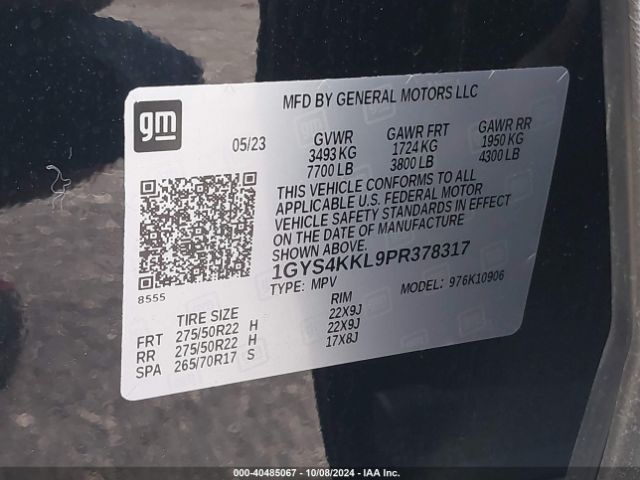 gm
MFD BY GENERAL MOTORS LLC
05/23
GVWR GAWR FRT GAWR RR
3493 KG 1724 KG 1950 KG
7700 LB 3800 LB 4300 LB
THIS VEHICLE CONFORMS TO ALL
APPLICABLE U.S. FEDERAL MOTOR
VEHICLE SAFETY STANDARDS IN EFFECT
ON THE DATE OF MANUFACTURE
SHOWN ABOVE.
1GYS4KKL9PR378317
TYPE: MPV MODEL: 976K10906
8555
TIRE SIZE RIM
FRT 275/50R22 H 22X9J
RR 275/50R22 H 22X9J
SPA 265/70R17 S 17X8J
000-40485067 - 10/08/2024 - IAA Inc.